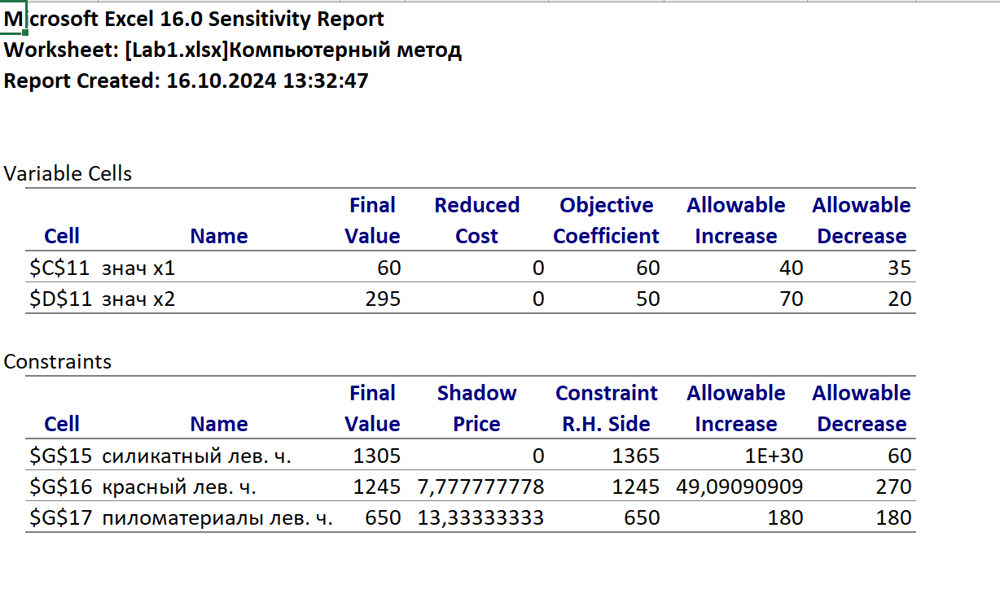 Microsoft Excel 16.0 Sensitivity Report
Worksheet: [Lab1.xlsx]Компьютерный метод
Report Created: 16.10.2024 13:32:47
Variable Cells
Final Reduced Objective Allowable Allowable
Cell Name Value Cost Coefficient Increase Decrease
$C$11 знач x1 60 0 60 40 35
$D$11 знач x2 295 0 50 70 20
Constraints
Final Shadow Constraint Allowable Allowable
Cell Name Value Price R.H. Side Increase Decrease
$G$15 силикатный лев. ч. 1305 0 1365 1E+30 60
$G$16 красный лев. ч. 1245 7,777777778 1245 49,09090909 270
$G$17 пиломатериалы лев. ч. 650 13,33333333 650 180 180